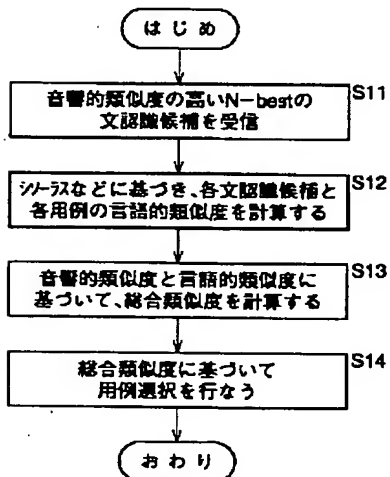 はじめ
S11
音響的類似度の高いN-bestの
文認識候補を受信
S12
シソーラスなどに基づき、各文認識候補と
各用例の言語的類似度を計算する
S13
音響的類似度と言語的類似度に
基づいて、総合類似度を計算する
S14
総合類似度に基づいて
用例選択を行なう
おわり